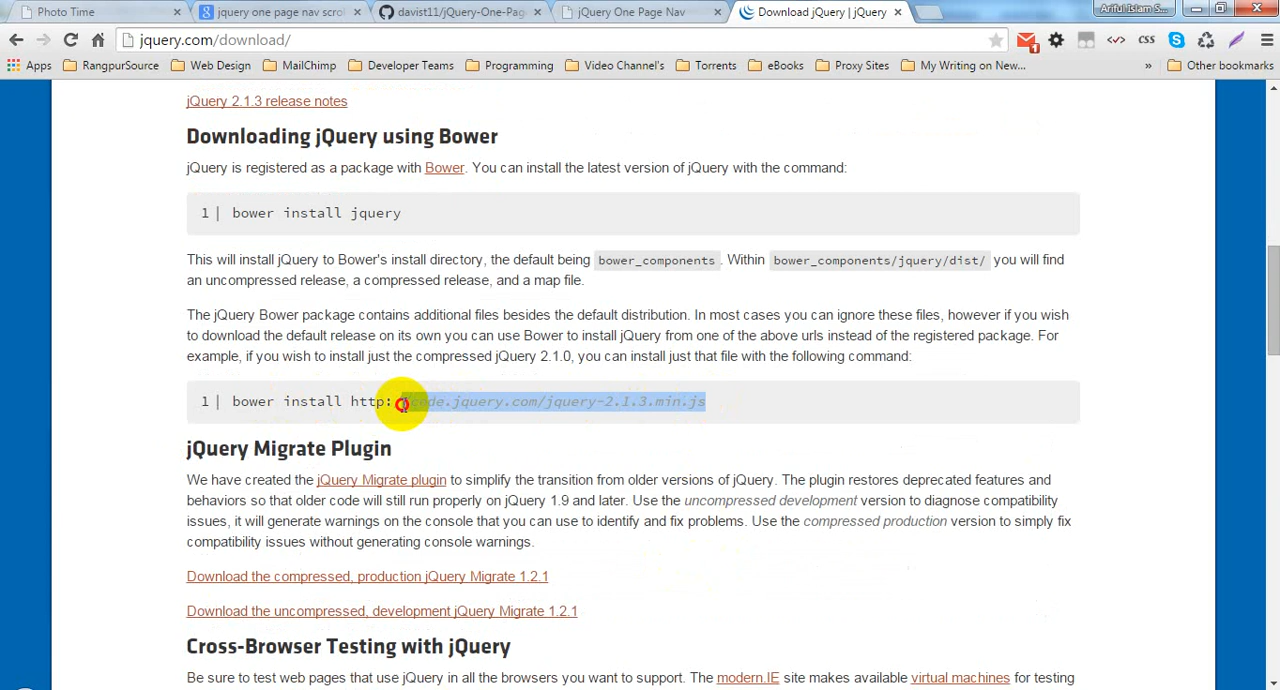 Photo Time
jquery one page nav scrol
davist11/jQuery-One-Pag
jQuery One Page Nav
Download jQuery | jQuery
Ariful Islam S...
jquery.com/download/
1
CSS
Apps
RangpurSource
Web Design
MailChimp
Developer Teams
Programming
Video Channel's
Torrents
eBooks
Proxy Sites
My Writing on New...
»
Other bookmarks
jQuery 2.1.3 release notes
Downloading jQuery using Bower
jQuery is registered as a package with Bower. You can install the latest version of jQuery with the command:
1| bower install jquery
This will install jQuery to Bower's install directory, the default being bower_components . Within bower_components/jquery/dist/ you will find
an uncompressed release, a compressed release, and a map file.
The jQuery Bower package contains additional files besides the default distribution. In most cases you can ignore these files, however if you wish
to download the default release on its own you can use Bower to install jQuery from one of the above urls instead of the registered package. For
example, if you wish to install just the compressed jQuery 2.1.0, you can install just that file with the following command:
1| bower install http: code.jquery.com/jquery-2.1.3.min.js
jQuery Migrate Plugin
We have created the jQuery Migrate plugin to simplify the transition from older versions of jQuery. The plugin restores deprecated features and
behaviors so that older code will still run properly on jQuery 1.9 and later. Use the uncompressed development version to diagnose compatibility
issues, it will generate warnings on the console that you can use to identify and fix problems. Use the compressed production version to simply fix
compatibility issues without generating console warnings.
Download the compressed, production jQuery Migrate 1.2.1
Download the uncompressed, development jQuery Migrate 1.2.1
Cross-Browser Testing with jQuery
Be sure to test web pages that use jQuery in all the browsers you want to support. The modern.IE site makes available virtual machines for testing